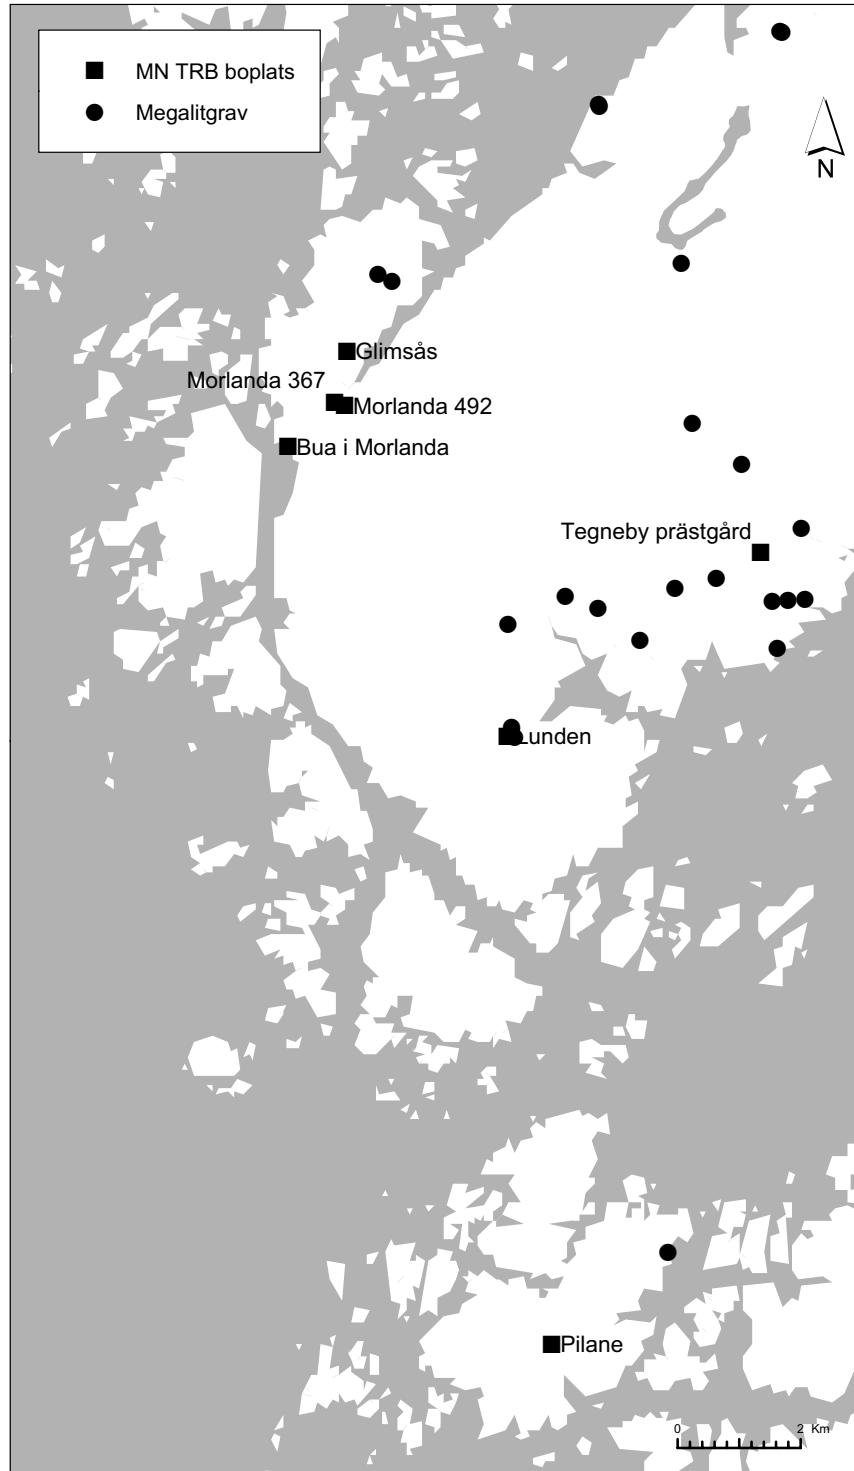 MN TRB boplats
Megalitgrav
N
Glimsås
Morlanda 367
Morlanda 492
Bua i Morlanda
Tegneby prästgård
Lunden
Pilane
0 2 Km